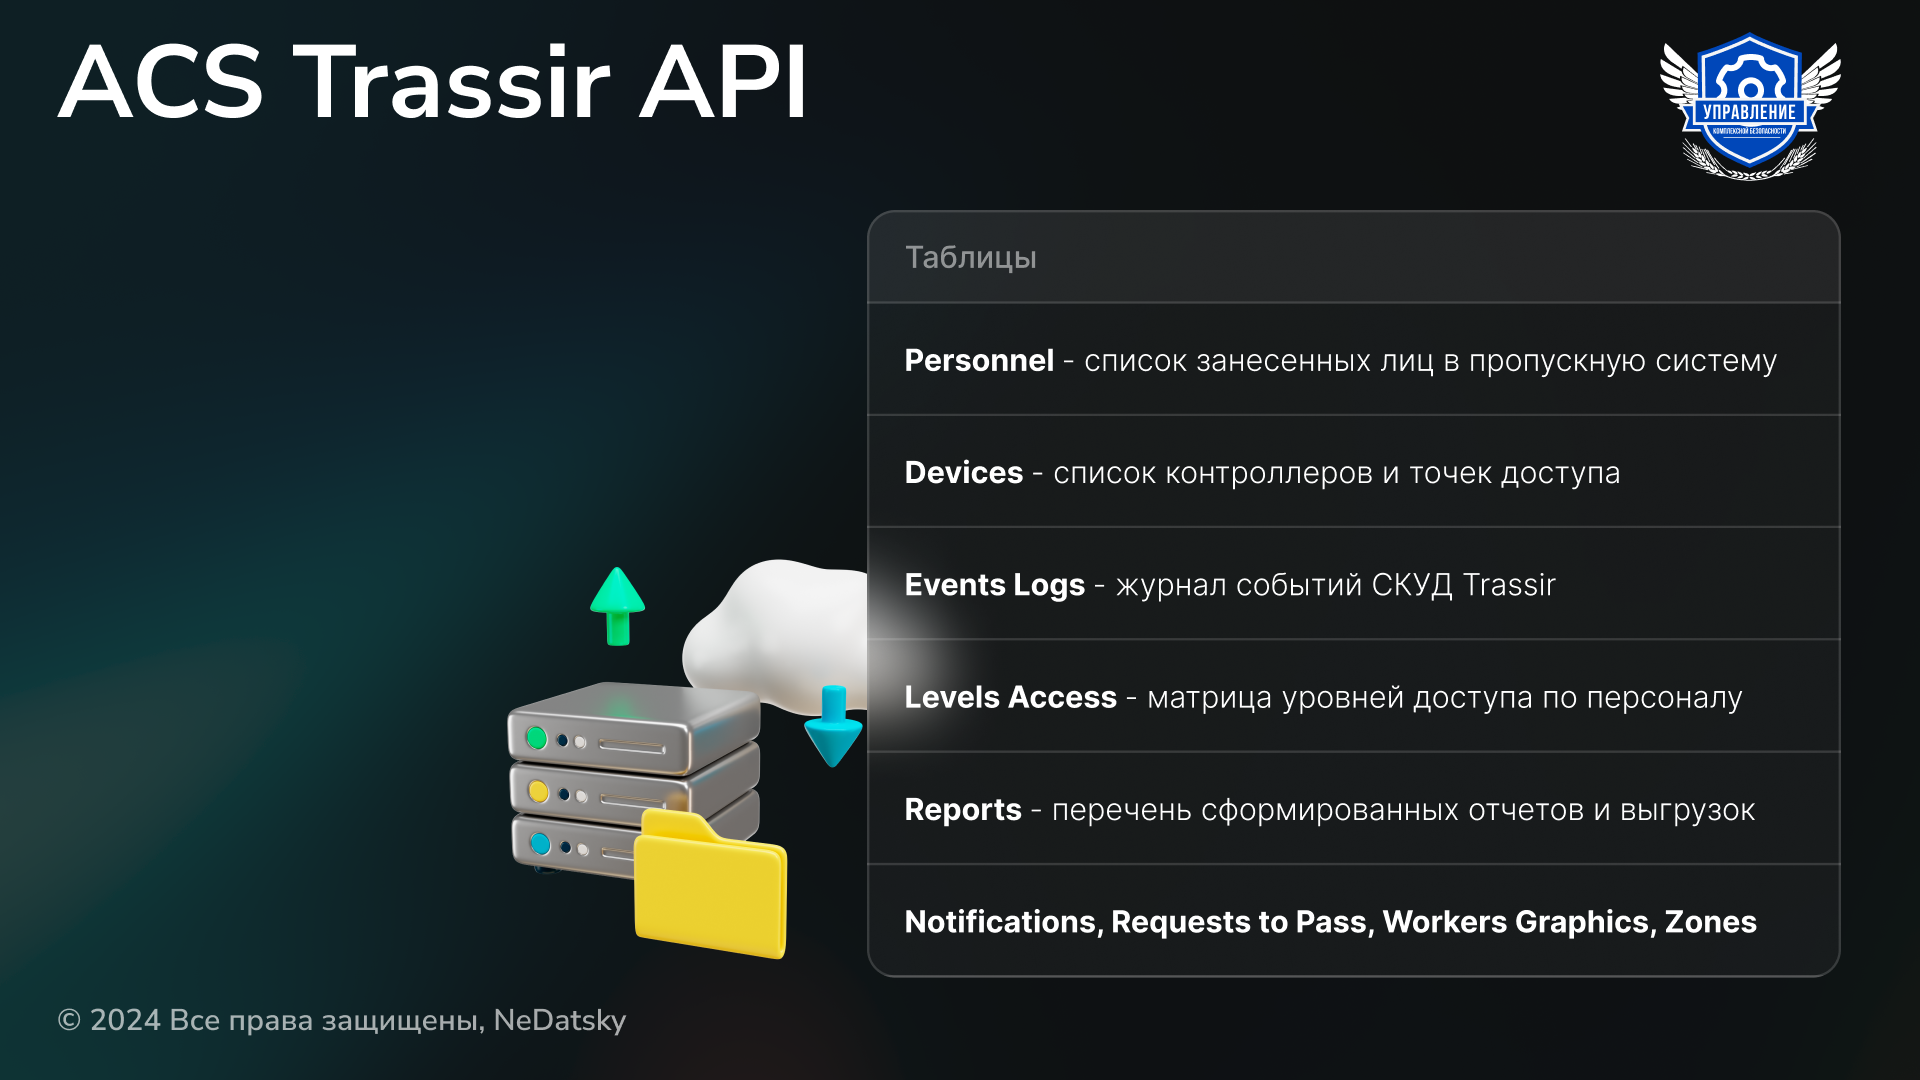 ACS Trassir API
УПРАВЛЕНИЕ
КОМПЛЕКСНОЙ БЕЗОПАСНОСТИ
Таблицы
Personnel - список занесенных лиц в пропускную систему
Devices - список контроллеров и точек доступа
Events Logs - журнал событий СКУД Trassir
Levels Access - матрица уровней доступа по персоналу
Reports - перечень сформированных отчетов и выгрузок
Notifications, Requests to Pass, Workers Graphics, Zones
© 2024 Все права защищены, NeDatsky